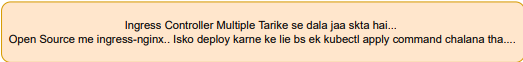 Ingress Controller Multiple Tarike se dala jaa skta hai...
Open Source me ingress-nginx.. Isko deploy karne ke lie bs ek kubectl apply command chalana tha....